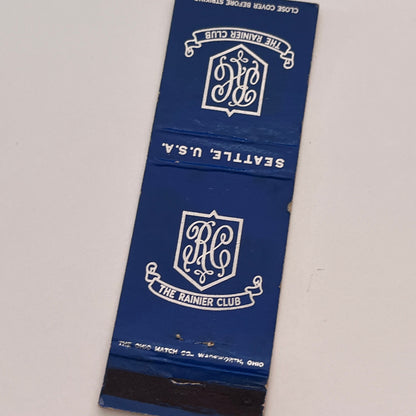 CLOSE COVER BEFORE STRIKING
THE RAINIER CLUB
RC
SEATTLE, U.S.A.
RC
THE RAINIER CLUB
THE OHIO MATCH CO- WADSWORTH, OHIO